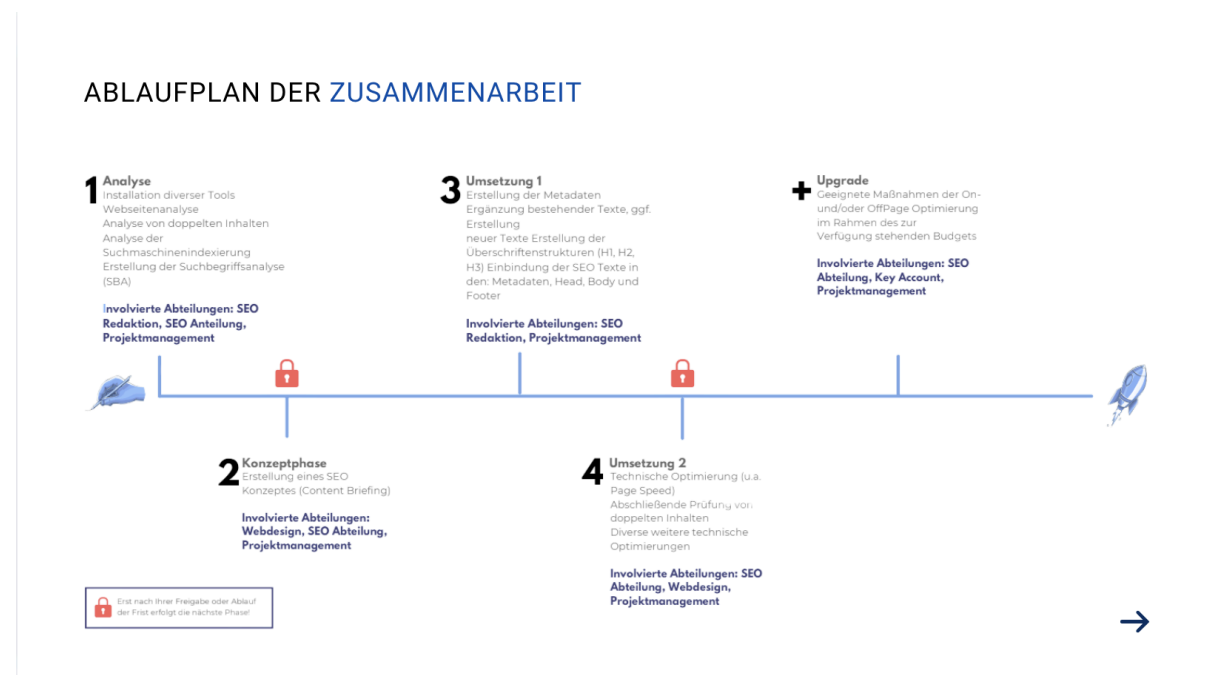 ABLAUFPLAN DER ZUSAMMENARBEIT
1 Analyse
Installation diverser Tools
Webseitenanalyse
Analyse von doppelten Inhalten
Analyse der
Suchmaschinenindexierung
Erstellung der Suchbegriffsanalyse
(SBA)
Involvierte Abteilungen: SEO
Redaktion, SEO Anteilung,
Projektmanagement
3 Umsetzung 1
Erstellung der Metadaten
Ergänzung bestehender Texte, ggf.
Erstellung
neuer Texte Erstellung der
Überschriftenstrukturen (H1, H2,
H3) Einbindung der SEO Texte in
den: Metadaten, Head, Body und
Footer
Involvierte Abteilungen: SEO
Redaktion, Projektmanagement
+ Upgrade
Geeignete Maßnahmen der On-
und/oder OffPage Optimierung
im Rahmen des zur
Verfügung stehenden Budgets
Involvierte Abteilungen: SEO
Abteilung, Key Account,
Projektmanagement
2 Konzeptphase
Erstellung eines SEO
Konzeptes (Content Briefing)
Involvierte Abteilungen:
Webdesign, SEO Abteilung,
Projektmanagement
4 Umsetzung 2
Technische Optimierung (u.a.
Page Speed)
Abschließende Prüfung von
doppelten Inhalten
Diverse weitere technische
Optimierungen
Involvierte Abteilungen: SEO
Abteilung, Webdesign,
Projektmanagement
Erst nach Ihrer Freigabe oder Ablauf
der Frist erfolgt die nächste Phase!